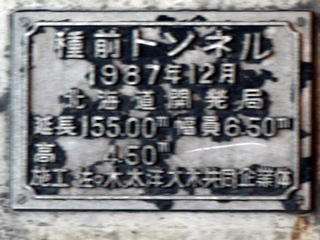 種前トンネル
1987年12月
北海道開発局
延長155.00m 幅員6.50m
高 4.50m
施工 佐々木太洋大木共同企業体